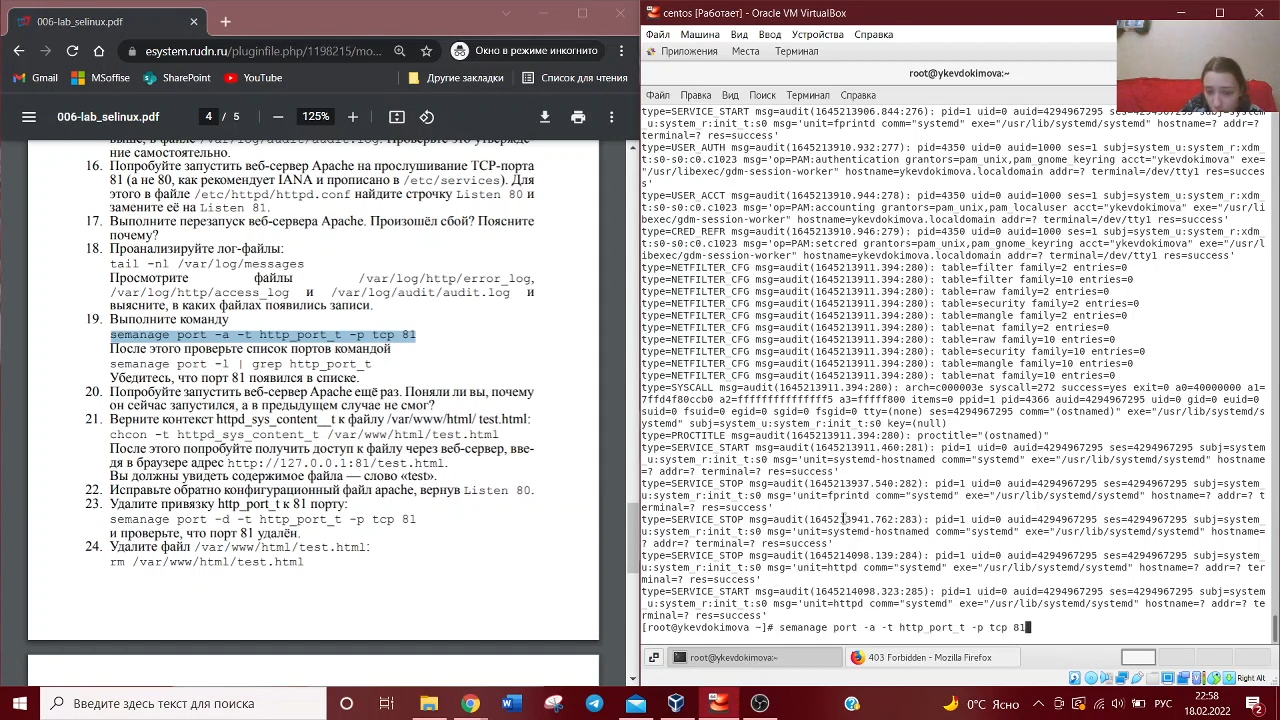 006-lab_selinux.pdf
esystem.rudn.ru/pluginfile.php/1198215/mo...
Окно в режиме инкогнито
Gmail
MSoffice
SharePoint
YouTube
Другие закладки
Список для чтения
006-lab_selinux.pdf
4 / 5
125%
ние самостоятельно.
16. Попробуйте запустить веб-сервер Apache на прослушивание TCP-порта
81 (а не 80, как рекомендует IANA и прописано в /etc/services). Для
этого в файле /etc/httpd/httpd.conf найдите строчку Listen 80 и
замените её на Listen 81.
17. Выполните перезапуск веб-сервера Apache. Произошёл сбой? Поясните
почему?
18. Проанализируйте лог-файлы:
tail -nl /var/log/messages
Просмотрите файлы /var/log/http/error_log,
/var/log/http/access_log и /var/log/audit/audit.log и
выясните, в каких файлах появились записи.
19. Выполните команду
semanage port -a -t http_port_t -p tcp 81
После этого проверьте список портов командой
semanage port -l | grep http_port_t
Убедитесь, что порт 81 появился в списке.
20. Попробуйте запустить веб-сервер Apache ещё раз. Поняли ли вы, почему
он сейчас запустился, а в предыдущем случае не смог?
21. Верните контекст httpd_sys_cоntent__t к файлу /var/www/html/ test.html:
chcon -t httpd_sys_content_t /var/www/html/test.html
После этого попробуйте получить доступ к файлу через веб-сервер, вве-
дя в браузере адрес http://127.0.0.1:81/test.html.
Вы должны увидеть содержимое файла — слово «test».
22. Исправьте обратно конфигурационный файл apache, вернув Listen 80.
23. Удалите привязку http_port_t к 81 порту:
semanage port -d -t http_port_t -p tcp 81
и проверьте, что порт 81 удалён.
24. Удалите файл /var/www/html/test.html:
rm /var/www/html/test.html
centos [Работает] - Oracle VM VirtualBox
Файл Машина Вид Ввод Устройства Справка
Приложения Места Терминал
root@ykevdokimova:~
Файл Правка Вид Поиск Терминал Справка
type=SERVICE_START msg=audit(1645213906.844:276): pid=1 uid=0 auid=4294967295 ses=4294967295 subj=system_
u:system_r:init_t:s0 msg='unit=fprintd comm="systemd" exe="/usr/lib/systemd/systemd" hostname=? addr=?
terminal=? res=success'
type=USER_AUTH msg=audit(1645213910.932:277): pid=4350 uid=0 auid=1000 ses=1 subj=system_u:system_r:xdm_
t:s0-s0:c0.c1023 msg='op=PAM:authentication grantors=pam_unix,pam_gnome_keyring acct="ykevdokimova" exe=
"/usr/libexec/gdm-session-worker" hostname=ykevdokimova.localdomain addr=? terminal=/dev/tty1 res=succes
s'
type=USER_ACCT msg=audit(1645213910.944:278): pid=4350 uid=0 auid=1000 ses=1 subj=system_u:system_r:xdm_
t:s0-s0:c0.c1023 msg='op=PAM:accounting grantors=pam_unix,pam_localuser acct="ykevdokimova" exe="/usr/li
bexec/gdm-session-worker" hostname=ykevdokimova.localdomain addr=? terminal=/dev/tty1 res=success'
type=CRED_REFR msg=audit(1645213910.946:279): pid=4350 uid=0 auid=1000 ses=1 subj=system_u:system_r:xdm_
t:s0-s0:c0.c1023 msg='op=PAM:setcred grantors=pam_unix,pam_gnome_keyring acct="ykevdokimova" exe="/usr/l
ibexec/gdm-session-worker" hostname=ykevdokimova.localdomain addr=? terminal=/dev/tty1 res=success'
type=NETFILTER_CFG msg=audit(1645213911.394:280): table=filter family=2 entries=0
type=NETFILTER_CFG msg=audit(1645213911.394:280): table=filter family=10 entries=0
type=NETFILTER_CFG msg=audit(1645213911.394:280): table=raw family=2 entries=0
type=NETFILTER_CFG msg=audit(1645213911.394:280): table=security family=2 entries=0
type=NETFILTER_CFG msg=audit(1645213911.394:280): table=mangle family=2 entries=0
type=NETFILTER_CFG msg=audit(1645213911.394:280): table=nat family=2 entries=0
type=NETFILTER_CFG msg=audit(1645213911.394:280): table=raw family=10 entries=0
type=NETFILTER_CFG msg=audit(1645213911.394:280): table=security family=10 entries=0
type=NETFILTER_CFG msg=audit(1645213911.394:280): table=mangle family=10 entries=0
type=NETFILTER_CFG msg=audit(1645213911.394:280): table=nat family=10 entries=0
type=SYSCALL msg=audit(1645213911.394:280): arch=c000003e syscall=272 success=yes exit=0 a0=40000000 a1=
7ffd4f80ccb0 a2=fffffffffffffff5 a3=fffff800 items=0 ppid=1 pid=4366 auid=4294967295 uid=0 gid=0 euid=0
suid=0 fsuid=0 egid=0 sgid=0 fsgid=0 tty=(none) ses=4294967295 comm="(ostnamed)" exe="/usr/lib/systemd/s
ystemd" subj=system_u:system_r:init_t:s0 key=(null)
type=PROCTITLE msg=audit(1645213911.394:280): proctitle="(ostnamed)"
type=SERVICE_START msg=audit(1645213911.460:281): pid=1 uid=0 auid=4294967295 ses=4294967295 subj=system
_u:system_r:init_t:s0 msg='unit=systemd-hostnamed comm="systemd" exe="/usr/lib/systemd/systemd" hostname
=? addr=? terminal=? res=success'
type=SERVICE_STOP msg=audit(1645213937.540:282): pid=1 uid=0 auid=4294967295 ses=4294967295 subj=system_
u:system_r:init_t:s0 msg='unit=fprintd comm="systemd" exe="/usr/lib/systemd/systemd" hostname=? addr=? t
erminal=? res=success'
type=SERVICE_STOP msg=audit(1645213941.762:283): pid=1 uid=0 auid=4294967295 ses=4294967295 subj=system_
u:system_r:init_t:s0 msg='unit=systemd-hostnamed comm="systemd" exe="/usr/lib/systemd/systemd" hostname=
? addr=? terminal=? res=success'
type=SERVICE_STOP msg=audit(1645214098.139:284): pid=1 uid=0 auid=4294967295 ses=4294967295 subj=system_
u:system_r:init_t:s0 msg='unit=httpd comm="systemd" exe="/usr/lib/systemd/systemd" hostname=? addr=? ter
minal=? res=success'
type=SERVICE_START msg=audit(1645214098.323:285): pid=1 uid=0 auid=4294967295 ses=4294967295 subj=system
_u:system_r:init_t:s0 msg='unit=httpd comm="systemd" exe="/usr/lib/systemd/systemd" hostname=? addr=? te
rminal=? res=success'
[root@ykevdokimova ~]# semanage port -a -t http_port_t -p tcp 81
root@ykevdokimova:~
403 Forbidden - Mozilla Firefox
Right Alt
Введите здесь текст для поиска
0°C Ясно
РУС
22:58
18.02.2022
2